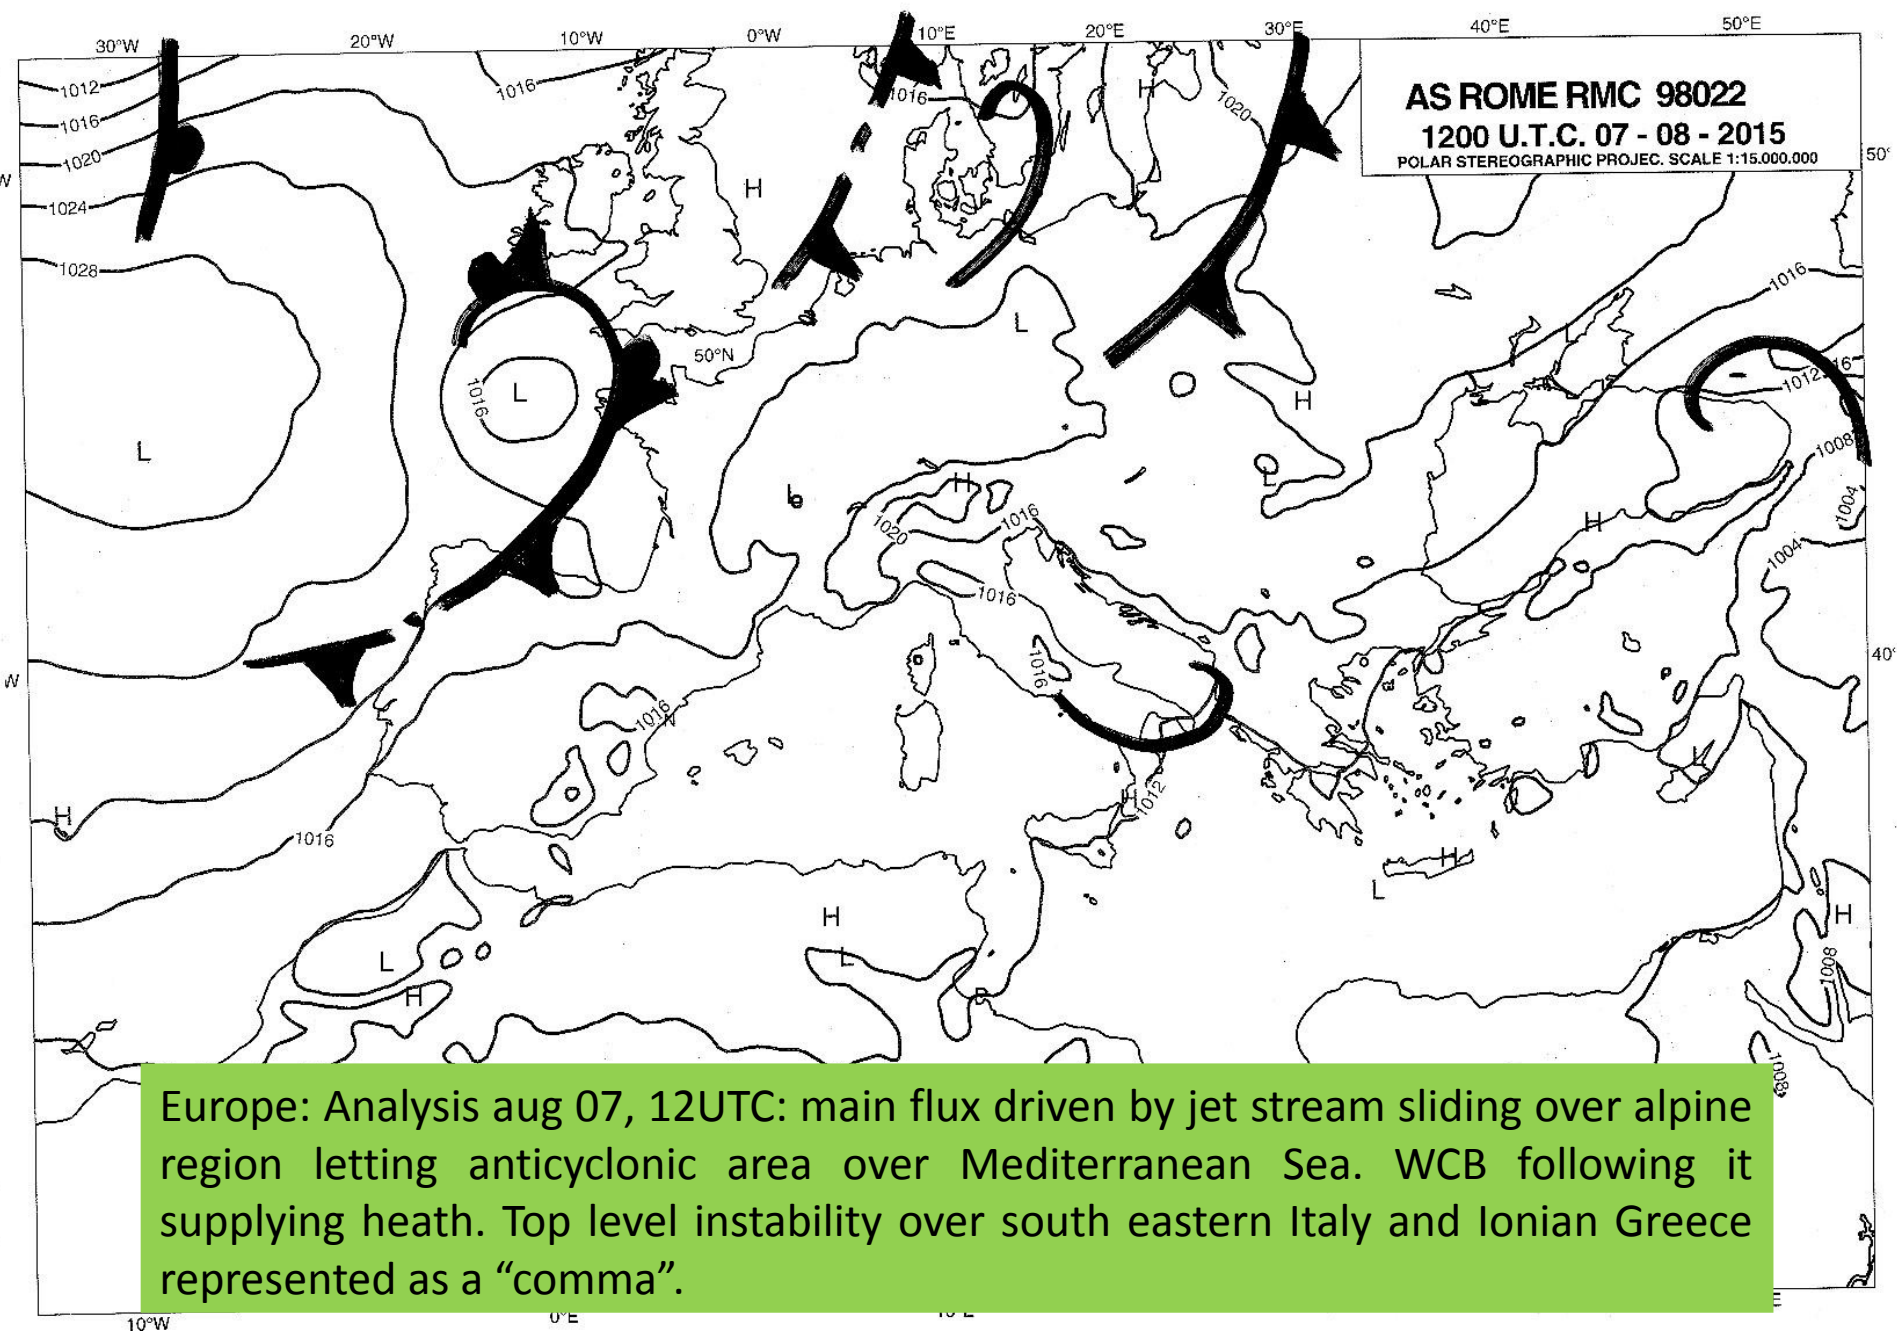 30°W 20°W 10°W 0°W 10°E 20°E 30°E 40°E 50°E
AS ROME RMC 98022
1200 U.T.C. 07 - 08 - 2015
POLAR STEREOGRAPHIC PROJEC. SCALE 1:15.000.000
1012
1016
1016
1016
1020
H
1020
50°
W
1024
H
1028
1016
L
50°N
1016
L
1012
16
H
1008
L
L
H
L
1004
1020
1016
H
1004
1016
1016
40°
W
1016
H
1012
H
1016
H
L
H
H
L
L
H
1008
1008
Europe: Analysis aug 07, 12UTC: main flux driven by jet stream sliding over alpine
region letting anticyclonic area over Mediterranean Sea. WCB following it
supplying heath. Top level instability over south eastern Italy and Ionian Greece
represented as a “comma”.
10°W 0°E